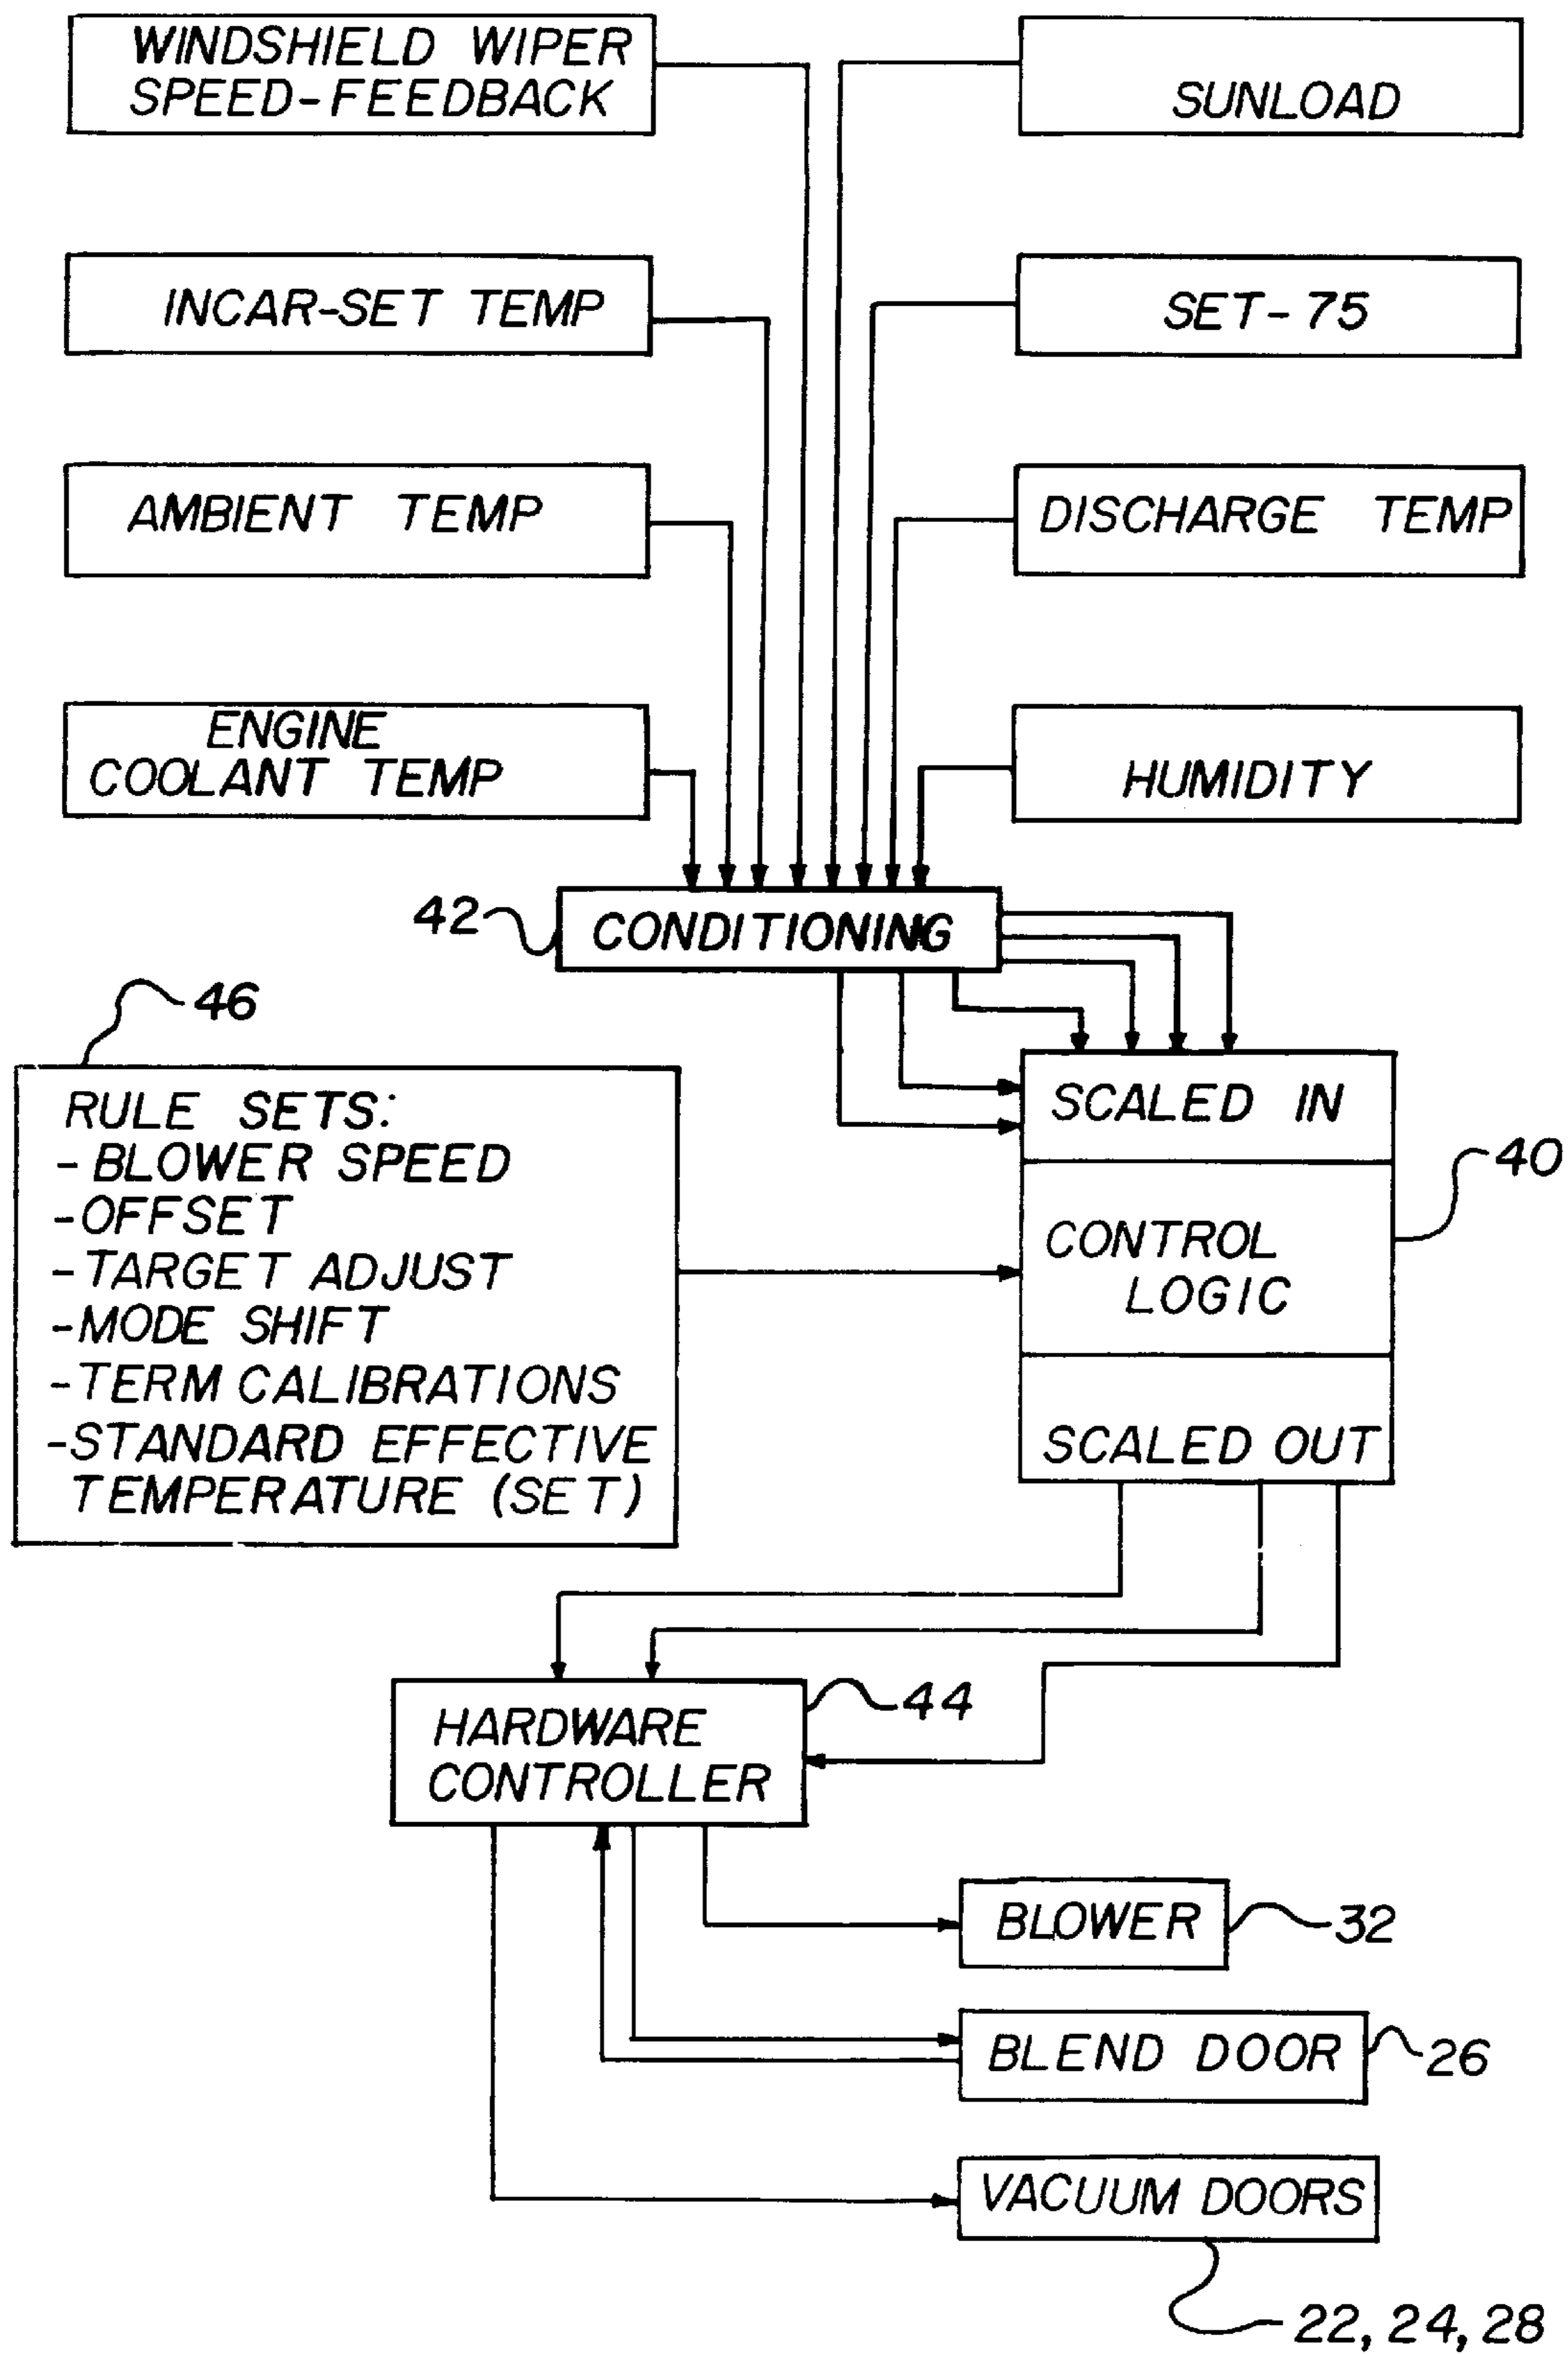 WINDSHIELD WIPER
SPEED-FEEDBACK
SUNLOAD
INCAR-SET TEMP
SET-75
AMBIENT TEMP
DISCHARGE TEMP
ENGINE
COOLANT TEMP
HUMIDITY
42
CONDITIONING
46
RULE SETS:
-BLOWER SPEED
-OFFSET
-TARGET ADJUST
-MODE SHIFT
-TERM CALIBRATIONS
-STANDARD EFFECTIVE
TEMPERATURE (SET)
SCALED IN
40
CONTROL
LOGIC
SCALED OUT
44
HARDWARE
CONTROLLER
BLOWER
32
BLEND DOOR
26
VACUUM DOORS
22, 24, 28